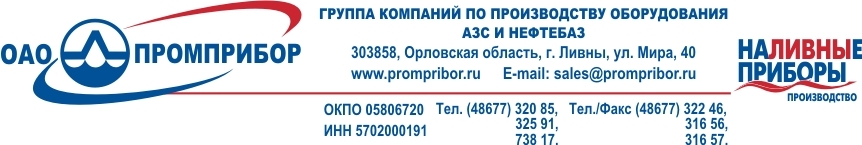 ОАО ПРОМПРИБОР
ГРУППА КОМПАНИЙ ПО ПРОИЗВОДСТВУ ОБОРУДОВАНИЯ
АЗС И НЕФТЕБАЗ
303858, Орловская область, г. Ливны, ул. Мира, 40
www.prompribor.ru E-mail: sales@prompribor.ru
НАЛИВНЫЕ
ПРИБОРЫ
ПРОИЗВОДСТВО
ОКПО 05806720 Тел. (48677) 320 85, Тел./Факс (48677) 322 46,
325 91, 316 56,
ИНН 5702000191
738 17. 316 57.